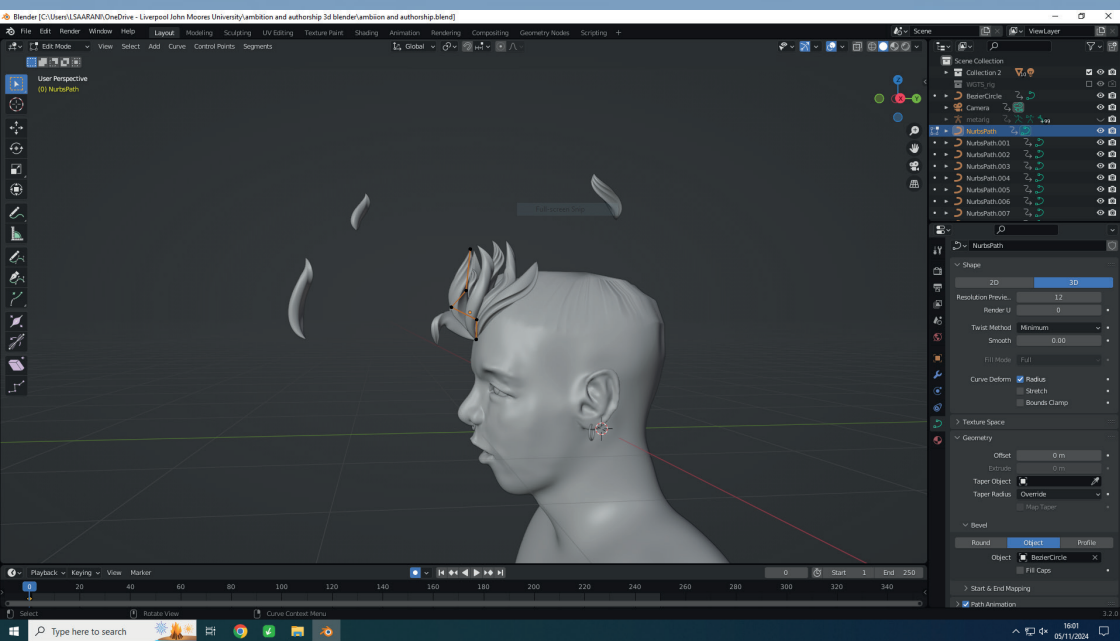 Blender [C:\Users\LSAARANI\OneDrive - Liverpool John Moores University\ambition and authorship 3d blender\ambiion and authorship.blend]
File Edit Render Window Help Layout Modeling Sculpting UV Editing Texture Paint Shading Animation Rendering Compositing Geometry Nodes Scripting + Scene ViewLayer
Edit Mode View Select Add Curve Control Points Segments Global
User Perspective
(0) NurbsPath
Z
X
Y
Scene Collection
Collection 2
WGTS_rig
BezierCircle
Camera
metarig
NurbsPath
NurbsPath.001
NurbsPath.002
NurbsPath.003
NurbsPath.004
NurbsPath.005
NurbsPath.006
NurbsPath.007
NurbsPath
Shape
2D 3D
Resolution Previe.. 12
Render U 0
Twist Method Minimum
Smooth 0.00
Fill Mode Full
Curve Deform Radius
Stretch
Bounds Clamp
Texture Space
Geometry
Offset 0 m
Extrude 0 m
Taper Object
Taper Radius Override
Map Taper
Bevel
Round Object Profile
Object BezierCircle
Fill Caps
Start & End Mapping
Path Animation
Playback Keying View Marker 0 Start 1 End 250
0 20 40 60 80 100 120 140 160 180 200 220 240 260 280 300 320 340
Select Rotate View Curve Context Menu 3.2.0
Type here to search
16:01
05/11/2024